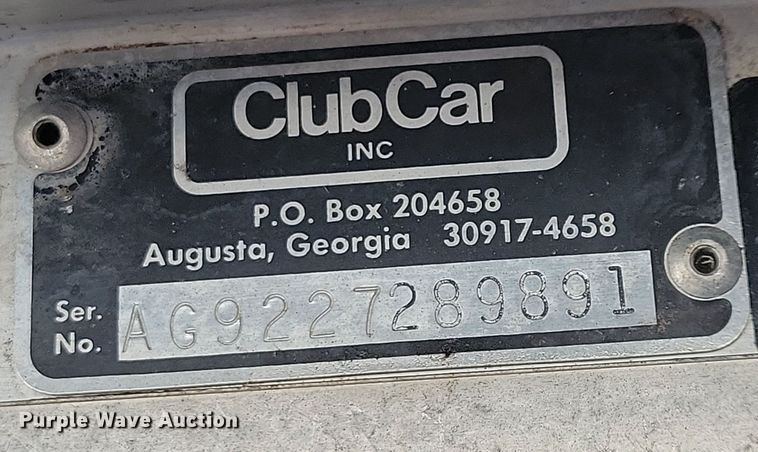 ClubCar
INC
P.O. Box 204658
Augusta, Georgia 30917-4658
Ser. No. AG9227289891
Purple Wave Auction